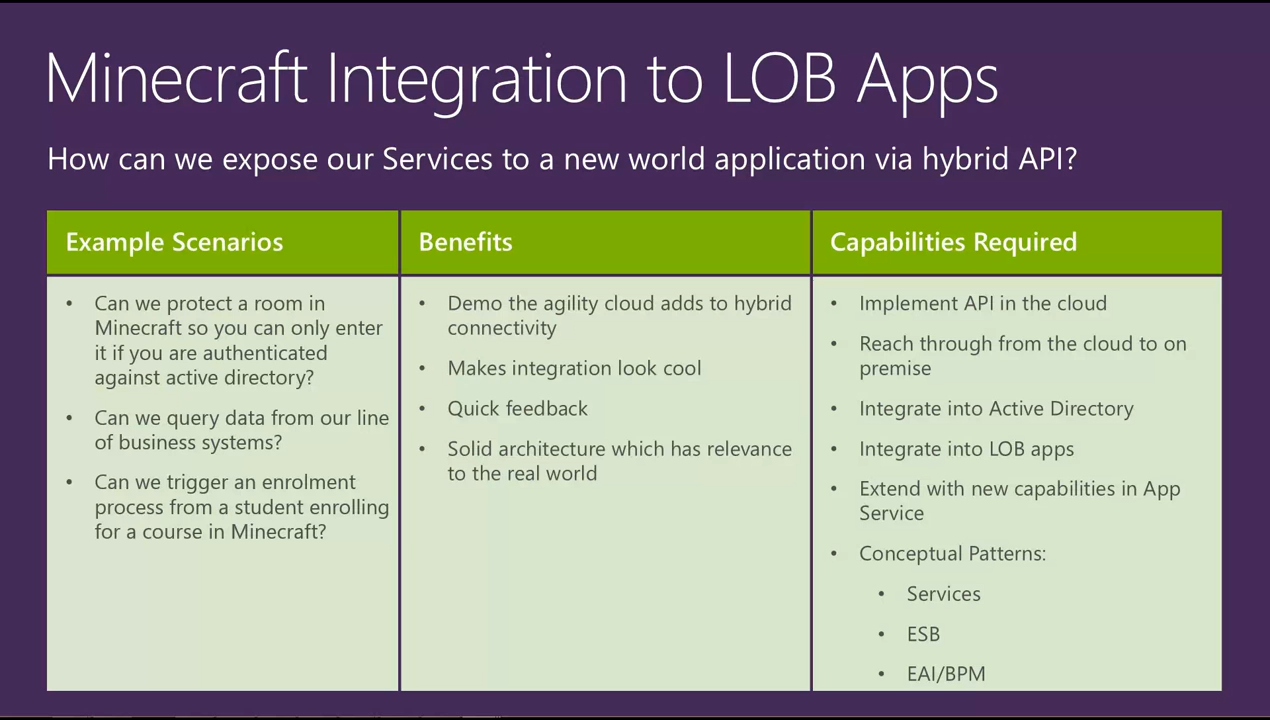 Minecraft Integration to LOB Apps
How can we expose our Services to a new world application via hybrid API?
Example Scenarios
• Can we protect a room in
Minecraft so you can only enter
it if you are authenticated
against active directory?
• Can we query data from our line
of business systems?
• Can we trigger an enrolment
process from a student enrolling
for a course in Minecraft?
Benefits
• Demo the agility cloud adds to hybrid
connectivity
• Makes integration look cool
• Quick feedback
• Solid architecture which has relevance
to the real world
Capabilities Required
• Implement API in the cloud
• Reach through from the cloud to on
premise
• Integrate into Active Directory
• Integrate into LOB apps
• Extend with new capabilities in App
Service
• Conceptual Patterns:
• Services
• ESB
• EAI/BPM